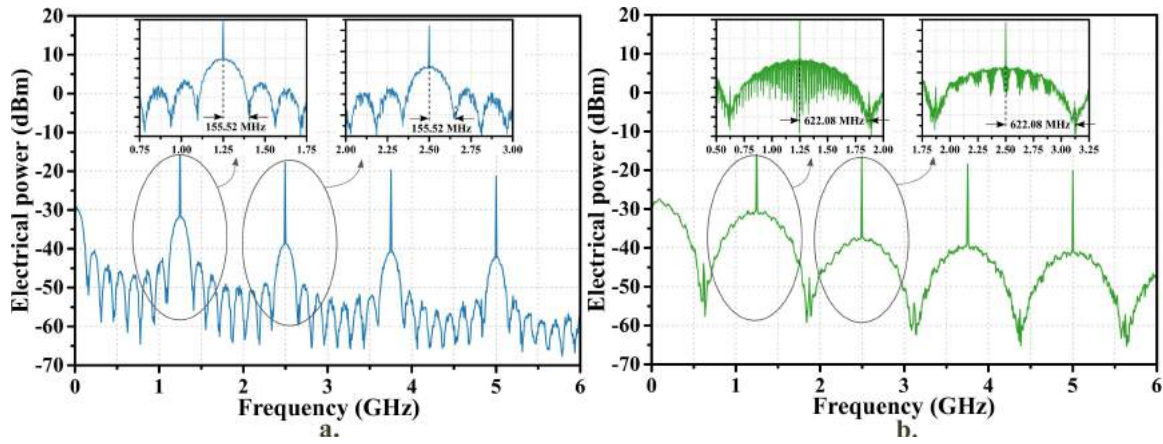 20
10
0
-10
-20
-30
-40
-50
-60
-70
Electrical power (dBm)
0.75 1.00 1.25 1.50 1.75
155.52 MHz
2.00 2.25 2.50 2.75 3.00
155.52 MHz
0 1 2 3 4 5 6
Frequency (GHz)
a.
20
10
0
-10
-20
-30
-40
-50
-60
-70
Electrical power (dBm)
0.50 0.75 1.00 1.25 1.50 1.75 2.00
622.08 MHz
1.75 2.00 2.25 2.50 2.75 3.00 3.25
622.08 MHz
0 1 2 3 4 5 6
Frequency (GHz)
b.